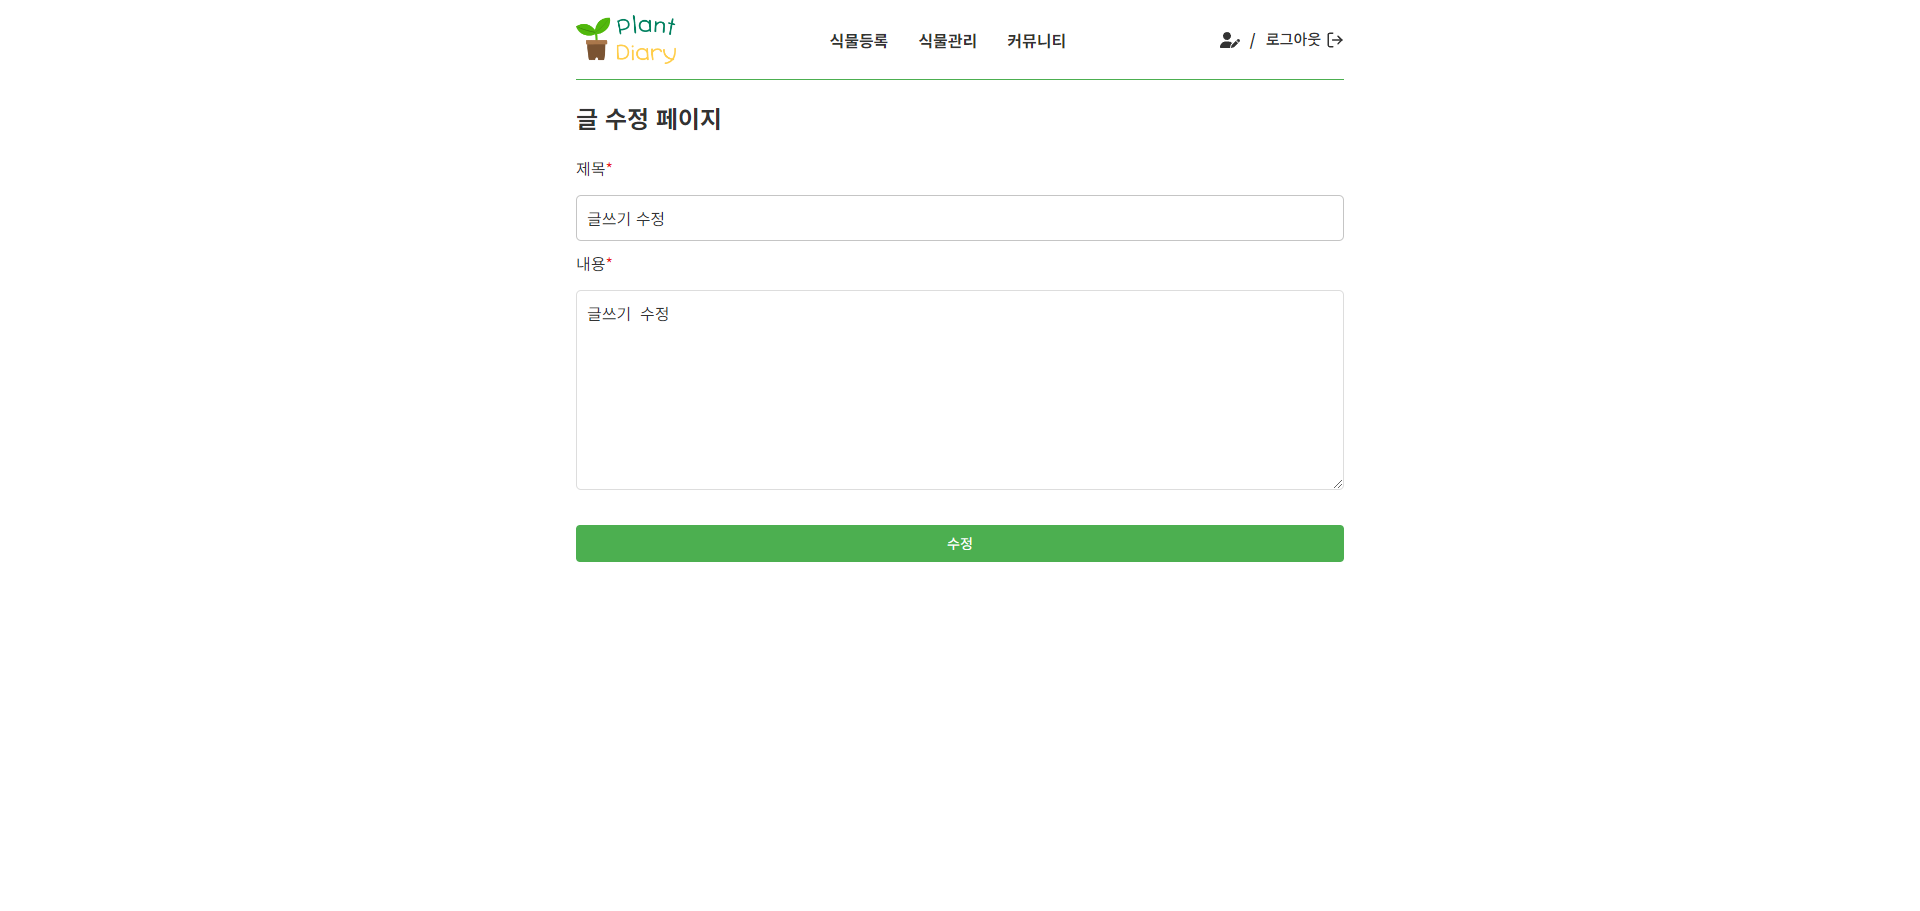 Plant
Diary
식물등록 식물관리 커뮤니티 / 로그아웃
글 수정 페이지
제목*
글쓰기 수정
내용*
글쓰기  수정
수정